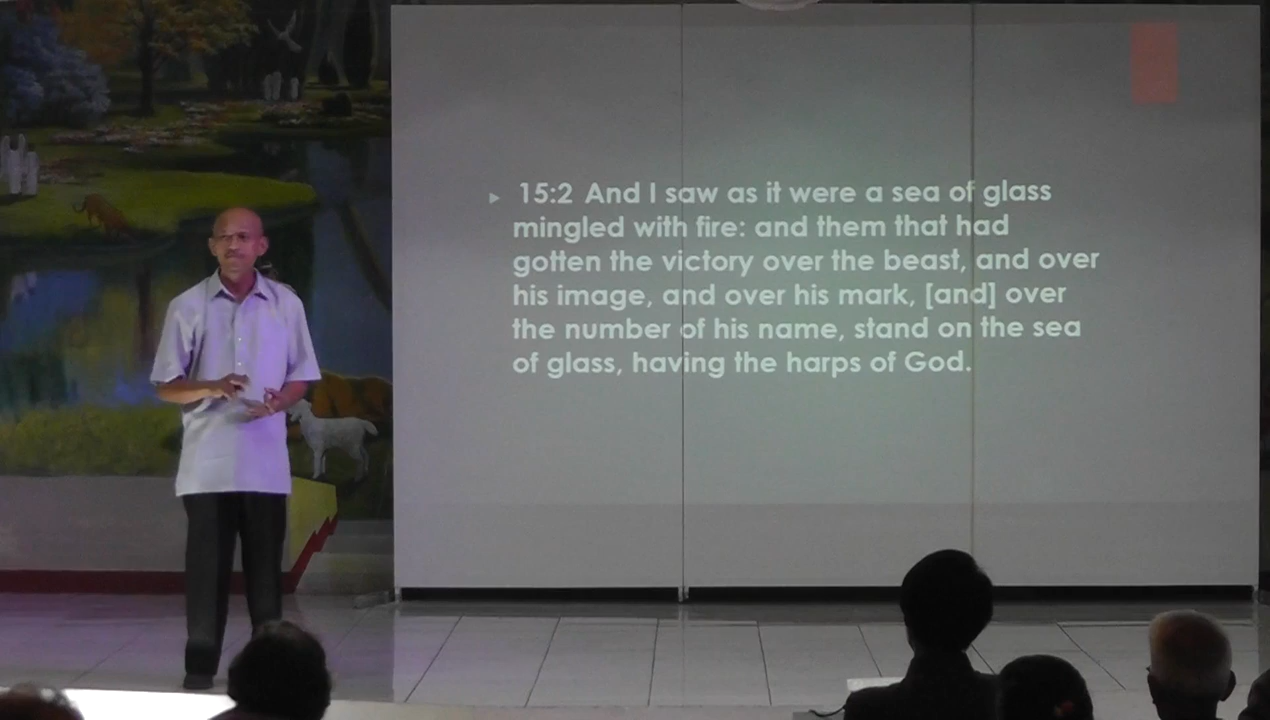 15:2 And I saw as it were a sea of glass
mingled with fire: and them that had
gotten the victory over the beast, and over
his image, and over his mark, [and] over
the number of his name, stand on the sea
of glass, having the harps of God.